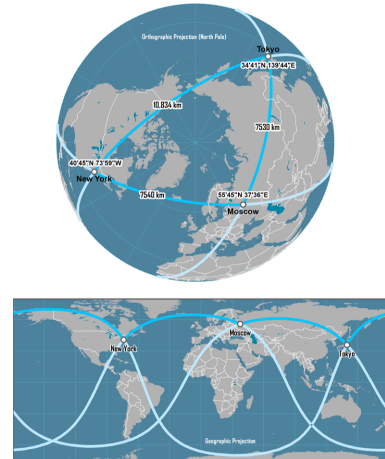 Orthographic Projection (North Pole)
Tokyo
34°41"N 139°44"E
10,834 km
7530 km
40°45"N 73°59"W
New York
7540 km
55°45"N 37°36"E
Moscow
Moscow
New York
Tokyo
Geographic Projection